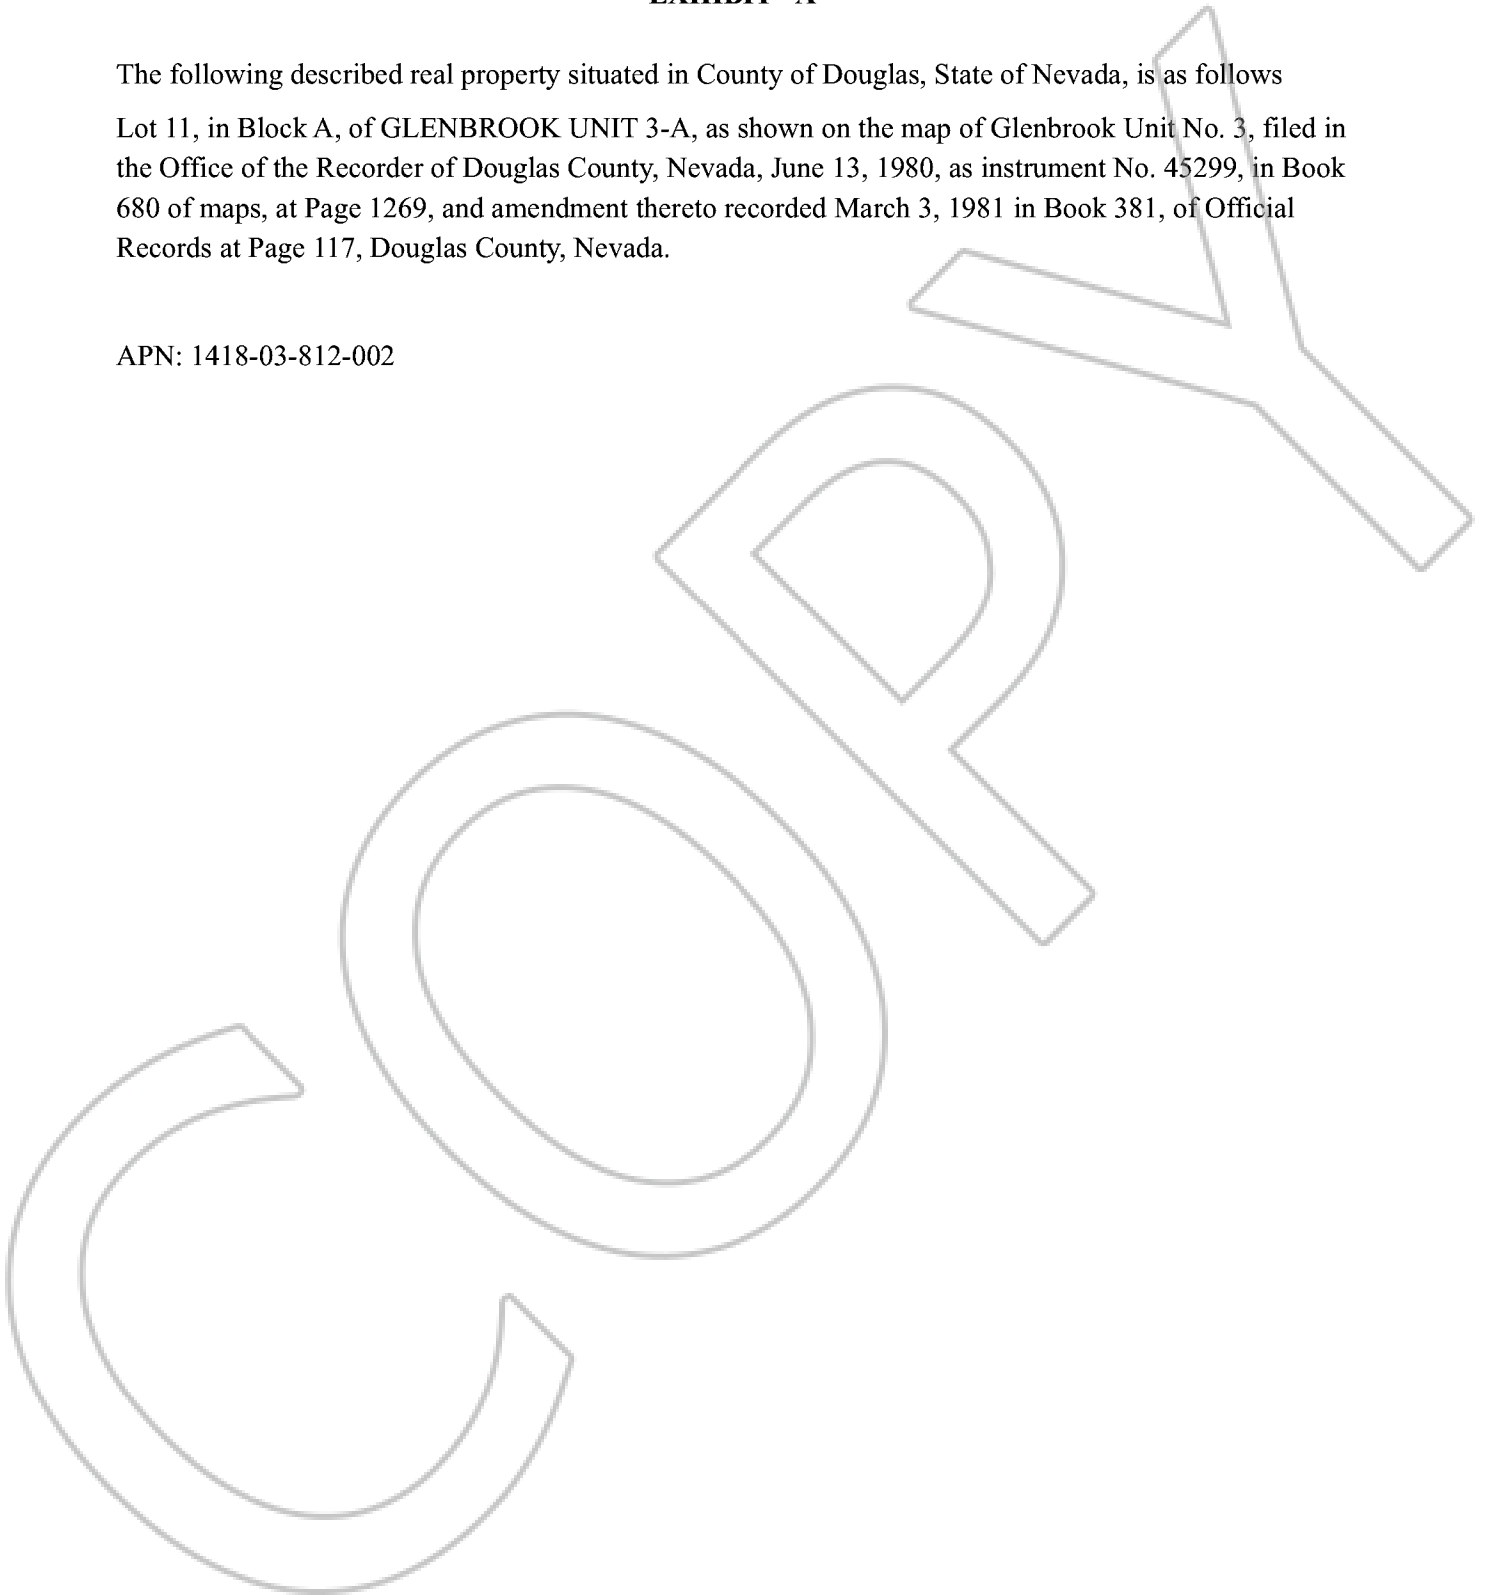 EXHIBIT "A"
The following described real property situated in County of Douglas, State of Nevada, is as follows
Lot 11, in Block A, of GLENBROOK UNIT 3-A, as shown on the map of Glenbrook Unit No. 3, filed in
the Office of the Recorder of Douglas County, Nevada, June 13, 1980, as instrument No. 45299, in Book
680 of maps, at Page 1269, and amendment thereto recorded March 3, 1981 in Book 381, of Official
Records at Page 117, Douglas County, Nevada.
APN: 1418-03-812-002
COPY